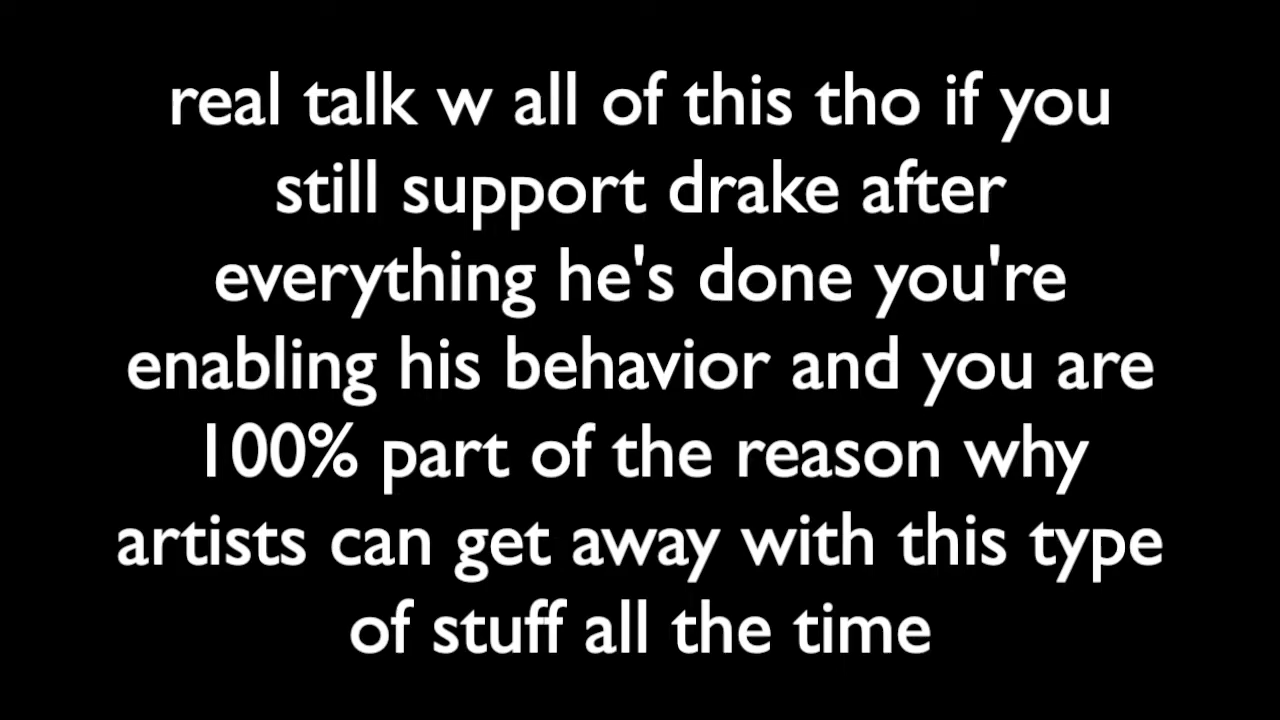 real talk w all of this tho if you
still support drake after
everything he's done you're
enabling his behavior and you are
100% part of the reason why
artists can get away with this type
of stuff all the time